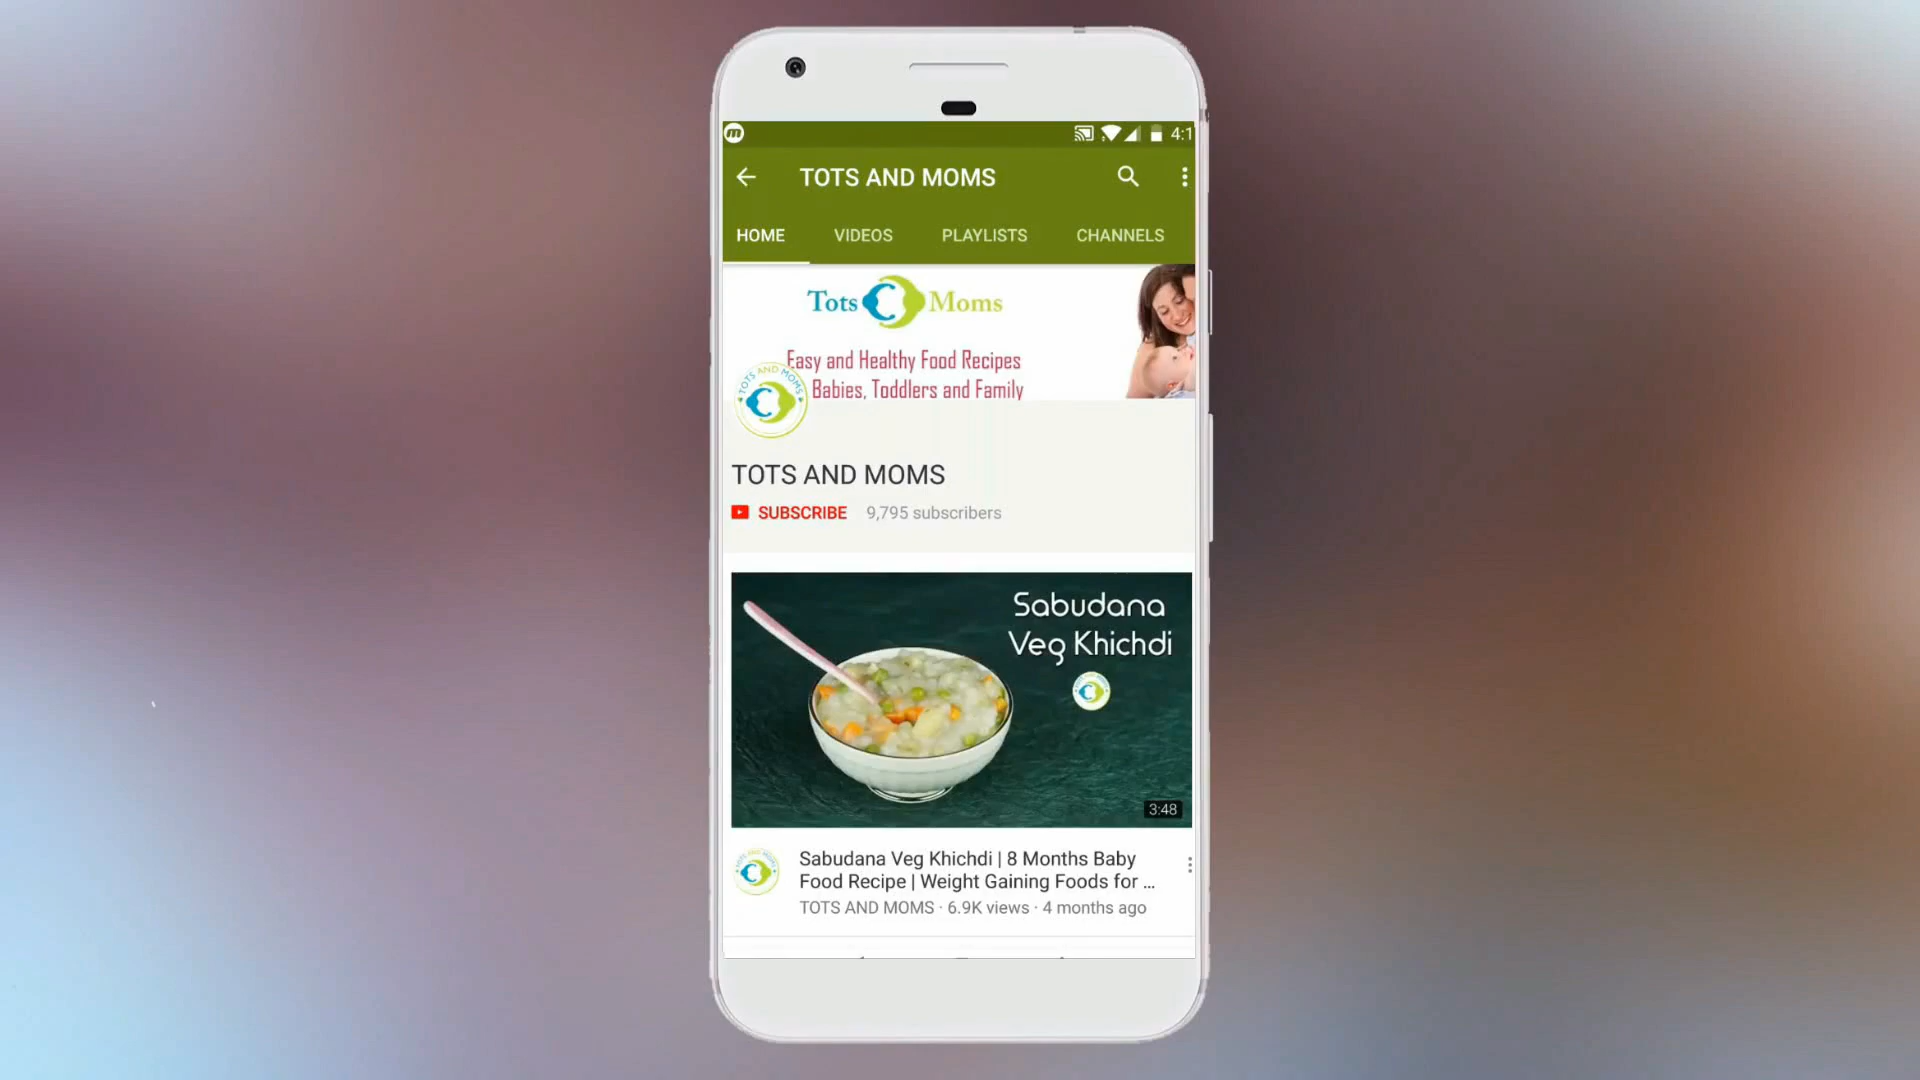 4:1
TOTS AND MOMS
HOME VIDEOS PLAYLISTS CHANNELS
Tots Moms
Easy and Healthy Food Recipes
Babies, Toddlers and Family
TOTS AND MOMS
TOTS AND MOMS
SUBSCRIBE 9,795 subscribers
Sabudana
Veg Khichdi
3:48
Sabudana Veg Khichdi | 8 Months Baby
Food Recipe | Weight Gaining Foods for ...
TOTS AND MOMS · 6.9K views · 4 months ago